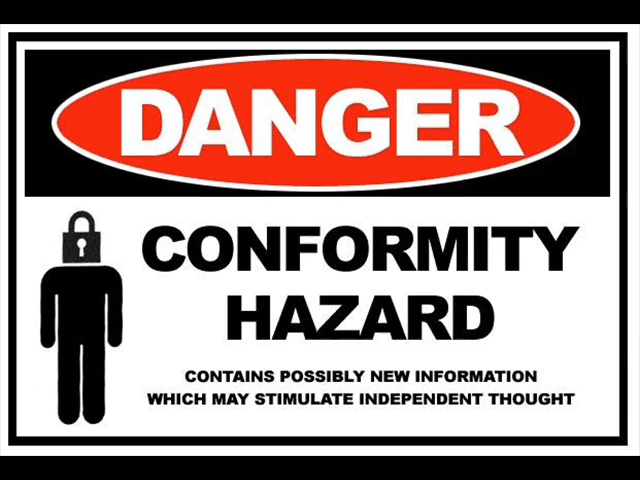 DANGER
CONFORMITY
HAZARD
CONTAINS POSSIBLY NEW INFORMATION
WHICH MAY STIMULATE INDEPENDENT THOUGHT